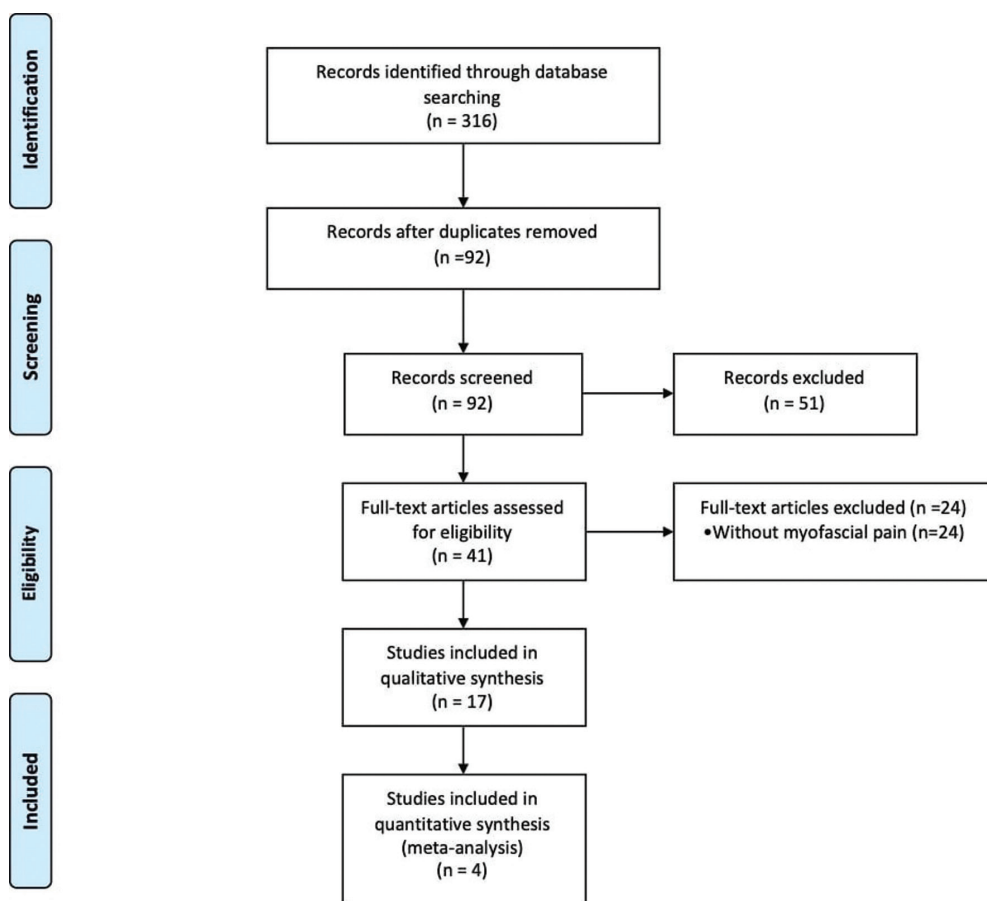 Identification
Records identified through database
searching
(n = 316)
Records after duplicates removed
(n =92)
Screening
Records screened
(n = 92)
Records excluded
(n = 51)
Eligibility
Full-text articles assessed
for eligibility
(n = 41)
Full-text articles excluded (n =24)
•Without myofascial pain (n=24)
Studies included in
qualitative synthesis
(n = 17)
Included
Studies included in
quantitative synthesis
(meta-analysis)
(n = 4)